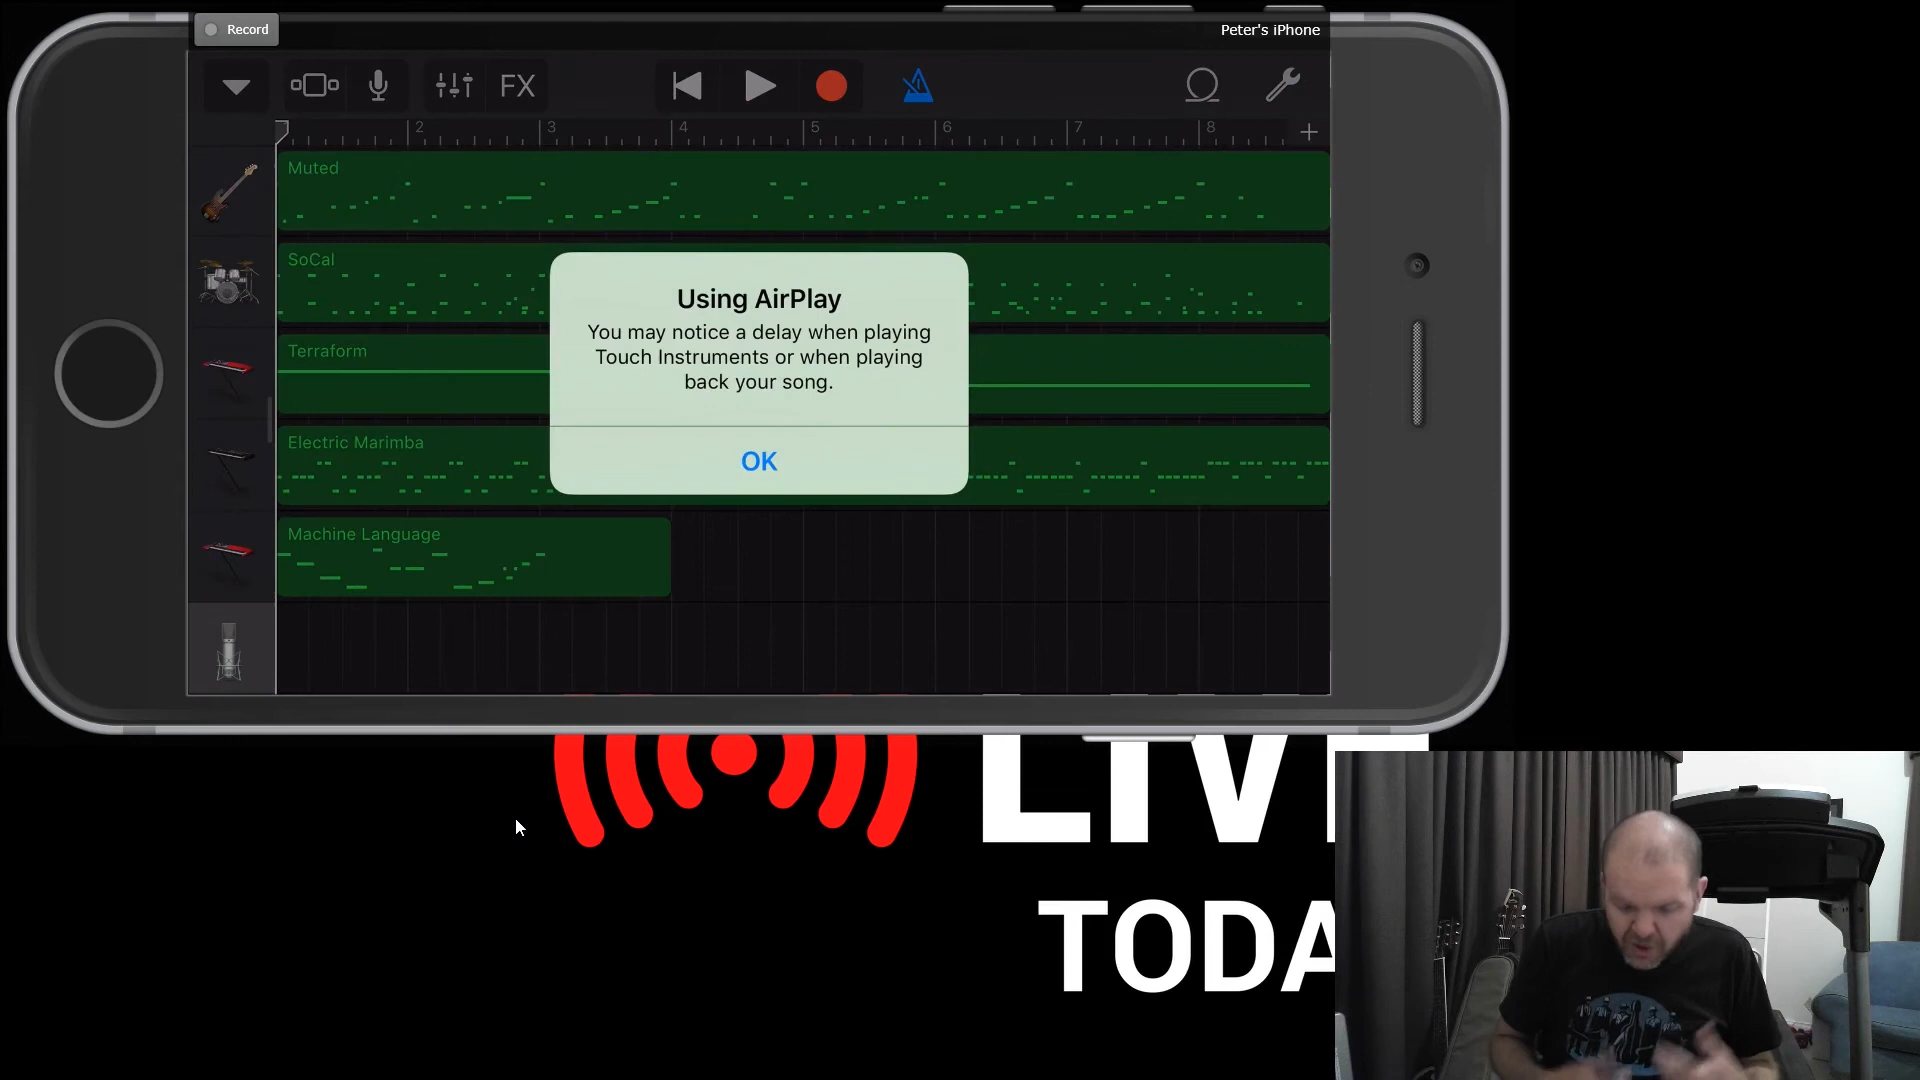 Record
Peter's iPhone
FX
2 3 4 5 6 7 8
Muted
SoCal
Using AirPlay
You may notice a delay when playing
Touch Instruments or when playing
back your song.
Terraform
Electric Marimba
OK
Machine Language
LIVE
TODA